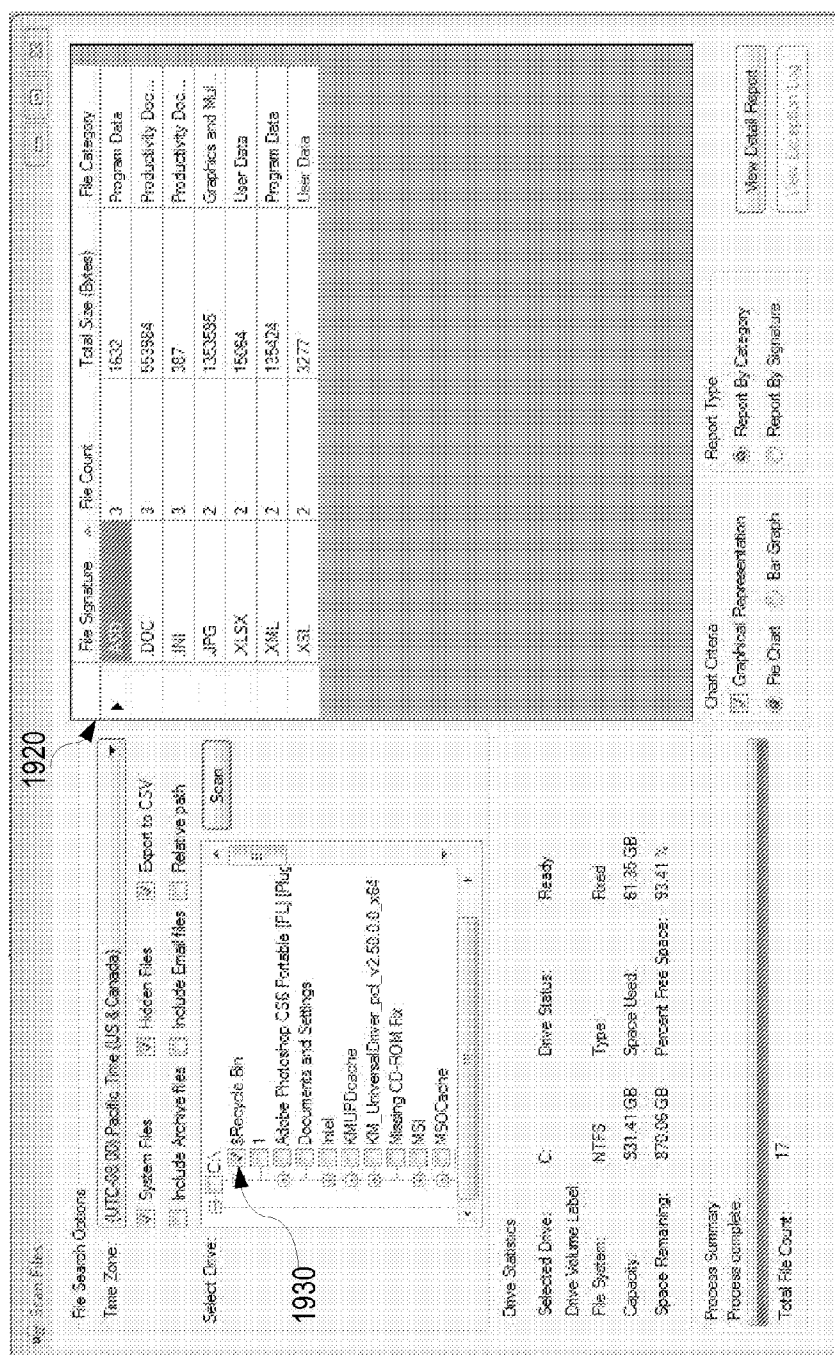 Scan Files
File Search Options
Time Zone: (UTC-08:00) Pacific Time (US & Canada)
System Files Hidden Files Export to CSV
Include Archive files Include Email files Relative path
Select Drive: Scan
C:\
$Recycle Bin
1
Adobe Photoshop CS6 Portable [PL] [Plug
Documents and Settings
Intel
KMUPDcache
KM_UniversalDriver_pcl_v2.50.0.0_x64
Missing CD-ROM Fix
MSI
MSOCache
1920
1930
Drive Statistics
Selected Drive: C: Drive Status: Ready
Drive Volume Label:
File System: NTFS Type: Fixed
Capacity: 931.41 GB Space Used: 61.35 GB
Space Remaining: 870.06 GB Percent Free Space: 93.41 %
Process Summary
Process complete.
Total File Count: 17
File Signature File Count Total Size (Bytes) File Category
3 1632 Program Data
.DOC 3 Productivity Doc...
.INI 3 387 Productivity Doc...
.JPG 2 Graphics and Mul...
.XLSX 2 User Data
.XML 2 Program Data
.XSL 2 3277 User Data
Chart Criteria
Graphical Representation
Pie Chart Bar Graph
Report Type
Report By Category
Report By Signature
View Detail Report
View Exception Log